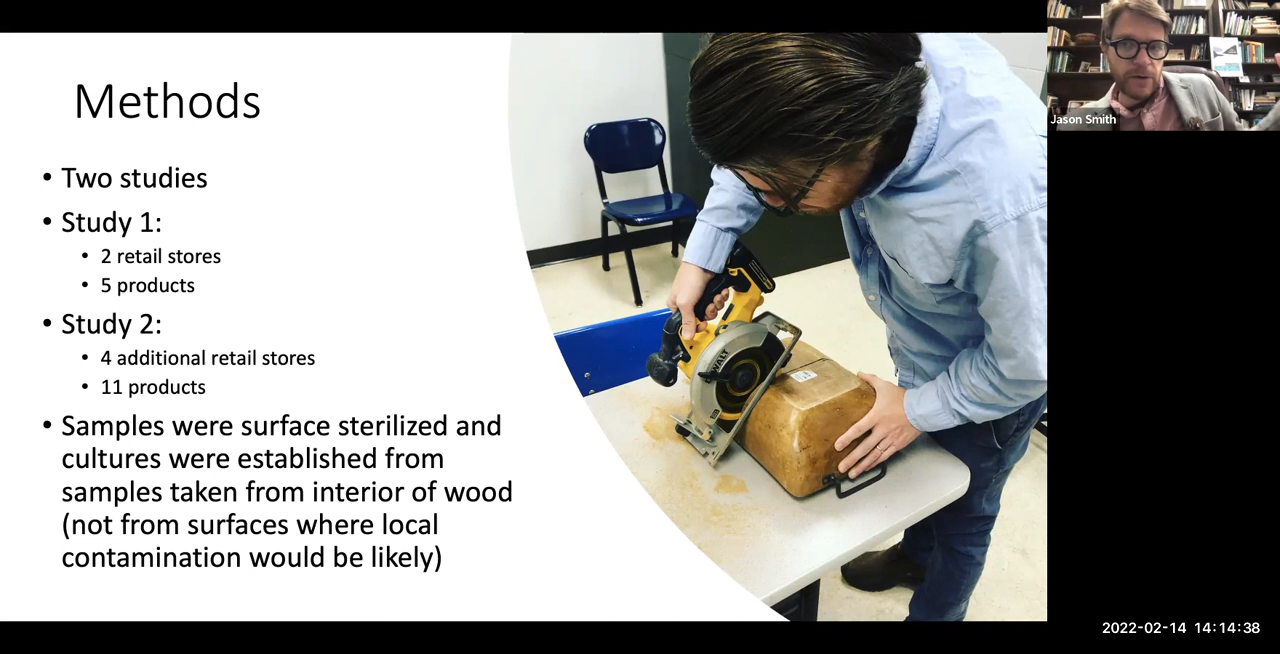 Methods
• Two studies
• Study 1:
• 2 retail stores
• 5 products
• Study 2:
• 4 additional retail stores
• 11 products
• Samples were surface sterilized and
cultures were established from
samples taken from interior of wood
(not from surfaces where local
contamination would be likely)
Jason Smith
2022-02-14 14:14:38